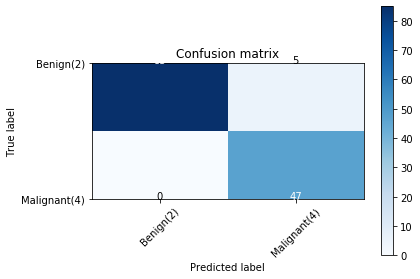 Confusion matrix
Benign(2)
5
Malignant(4)
0
47
Benign(2)
Malignant(4)
True label
Predicted label
80
70
60
50
40
30
20
10
0